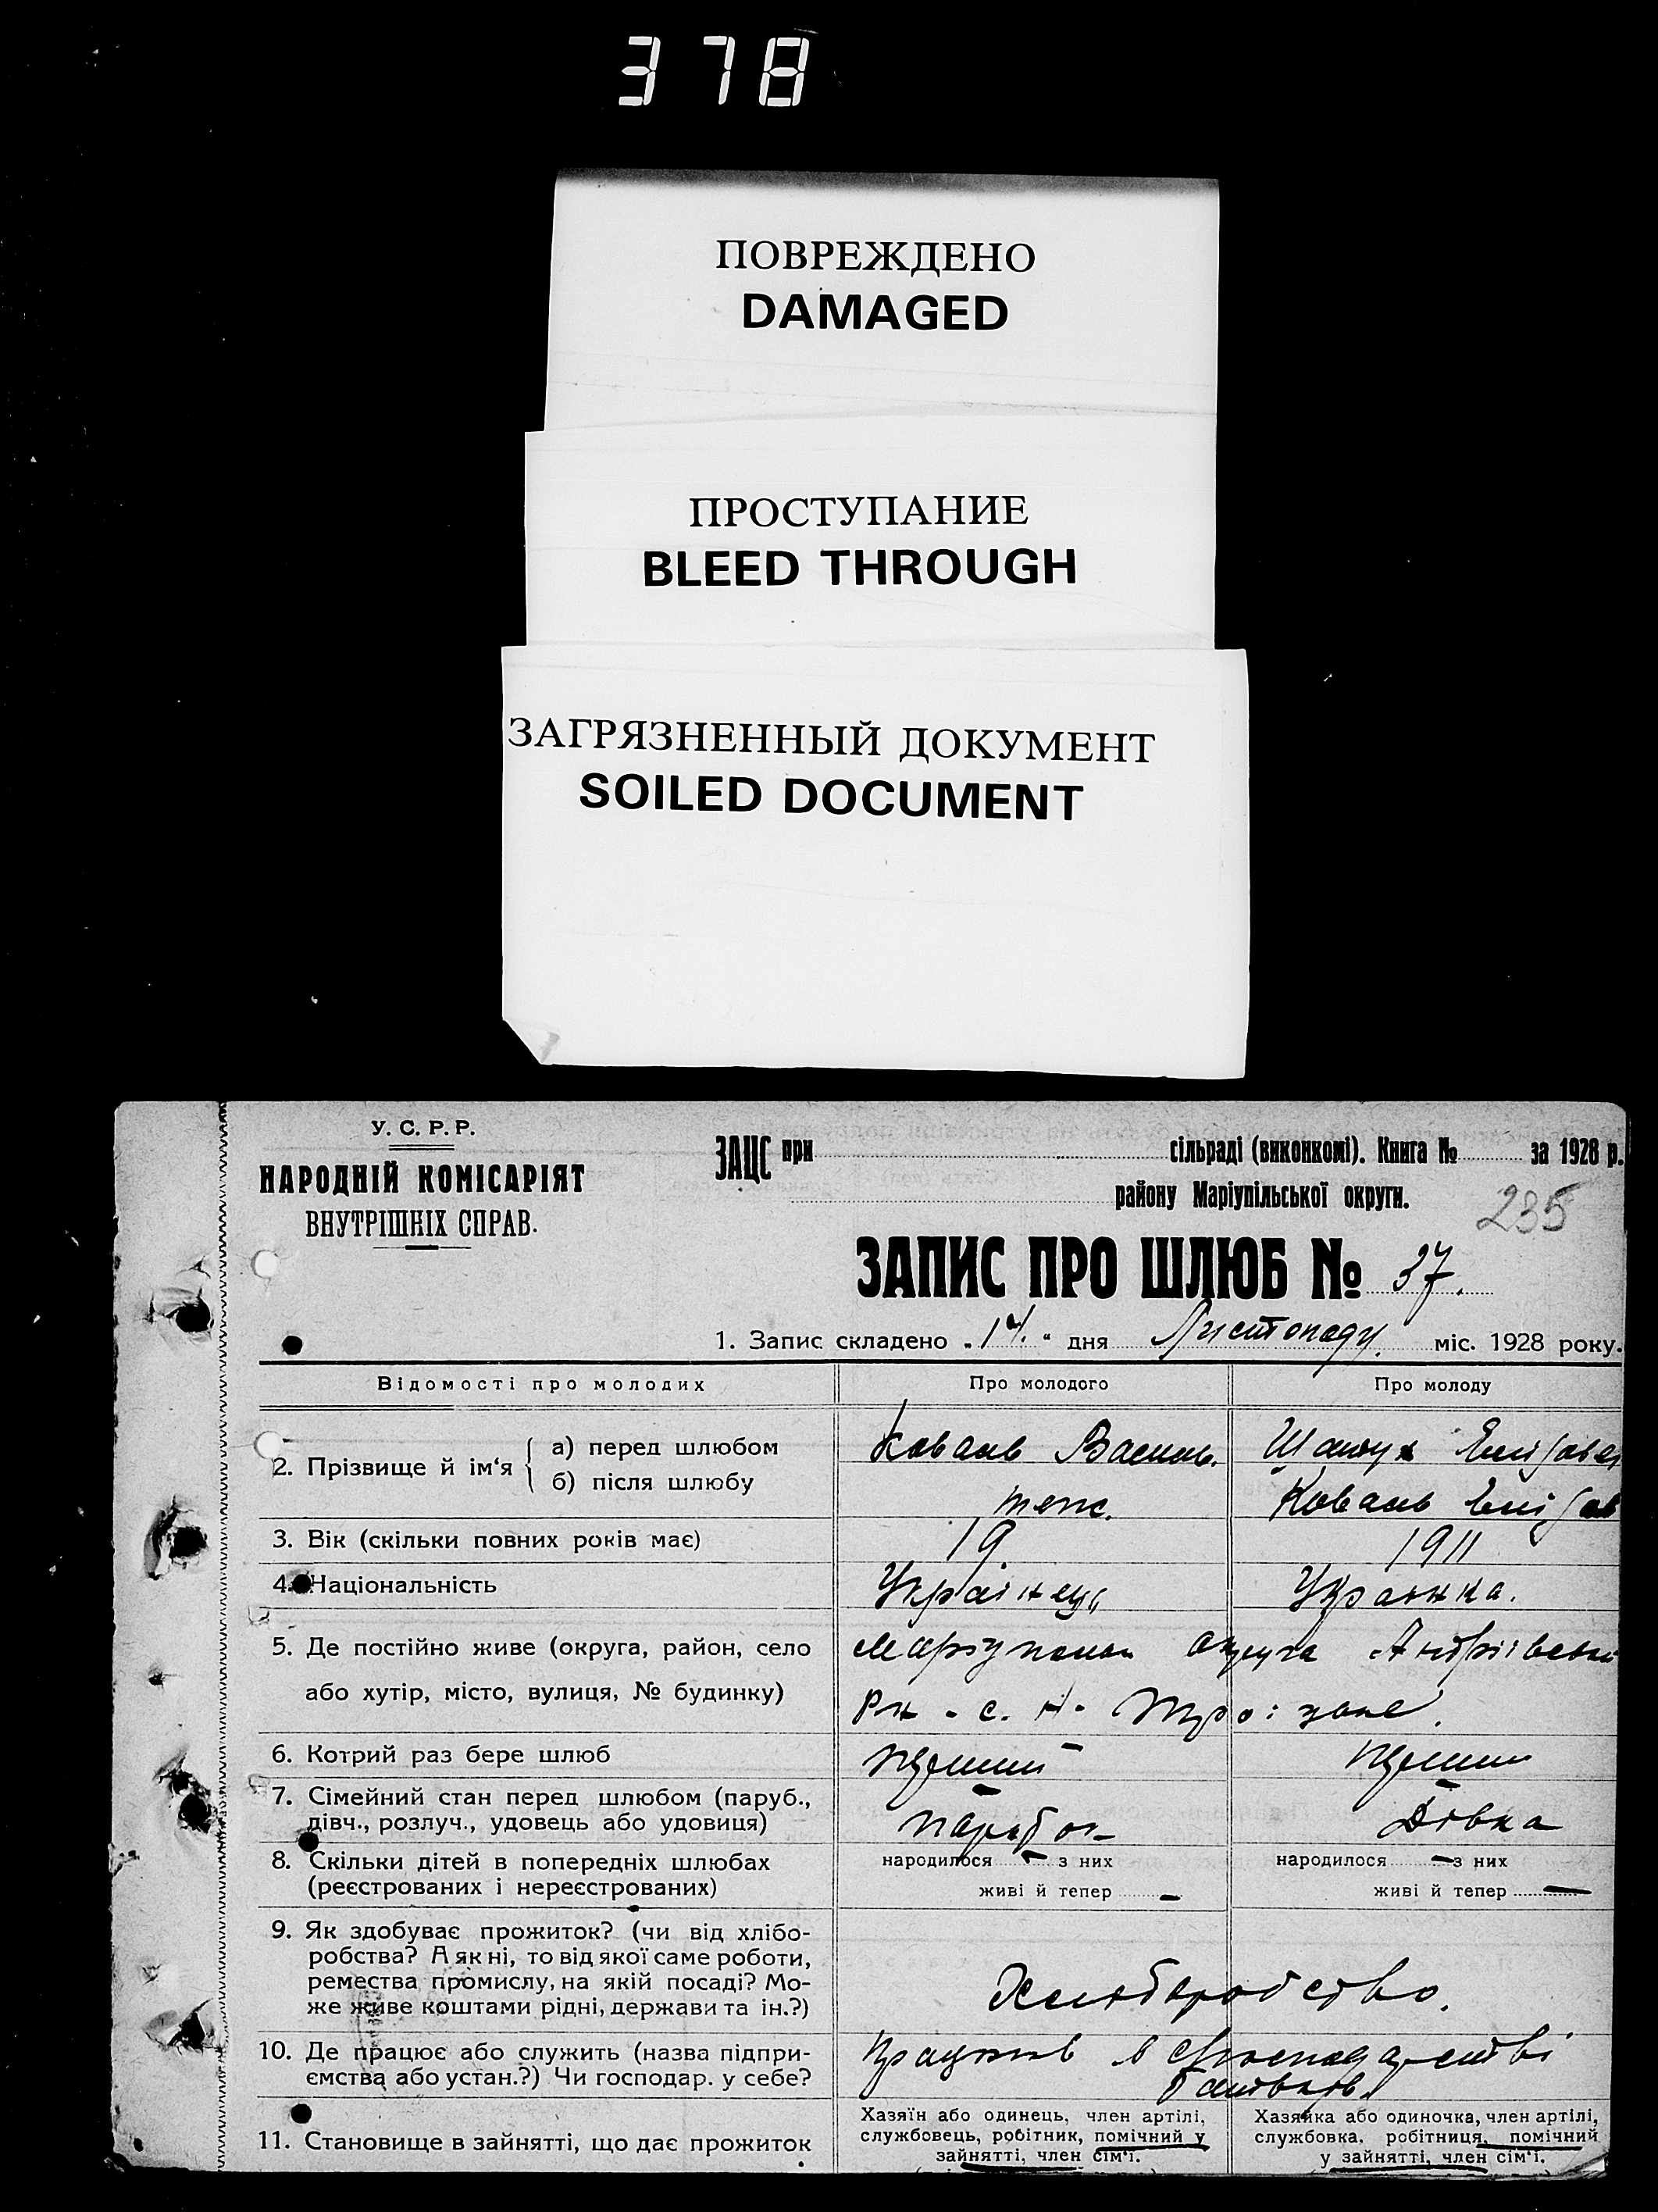 378
ПОВРЕЖДЕНО
DAMAGED
ПРОСТУПАНИЕ
BLEED THROUGH
ЗАГРЯЗНЕННЫЙ ДОКУМЕНТ
SOILED DOCUMENT
У. С. Р. Р.
НАРОДНІЙ КОМІСАРІЯТ
ВНУТРІШНІХ СПРАВ.
ЗАЦС при сільраді (виконкомі). Книга № за 1928 р.
району Маріупільської округи.
235
ЗАПИС ПРО ШЛЮБ № 37.
1. Запис складено „14." дня Листопаду. міс. 1928 року.
Відомості про молодих
Про молодого
Про молоду
2. Прізвище й ім'я
а) перед шлюбом
Коваль Василь.
б) після шлюбу
теж.
Коваль
3. Вік (скільки повних років має)
19
1911
4. Національність
Українець
Українка.
5. Де постійно живе (округа, район, село
або хутір, місто, вулиця, № будинку)
округа
Рн - с. Н-
6. Котрий раз бере шлюб
перший
перший
7. Сімейний стан перед шлюбом (паруб.,
дівч., розлуч., удовець або удовиця)
Парубок
Дівка
8. Скільки дітей в попередніх шлюбах
(реєстрованих і нереєстрованих)
народилося — з них
живі й тепер —
народилося — з них
живі й тепер —
9. Як здобуває прожиток? (чи від хлібо-
робства? А як ні, то від якої саме роботи,
ремества промислу, на якій посаді? Мо-
же живе коштами рідні, держави та ін.?)
10. Де працює або служить (назва підпри-
ємства або устан.?) Чи господар. у себе?
11. Становище в зайнятті, що дає прожиток
Хазяїн або одинець, член артілі,
службовець, робітник, помічний у
зайнятті, член сім'ї.
Хазяйка або одиночка, член артілі,
службовка, робітниця, помічний
у зайнятті, член сім'ї.